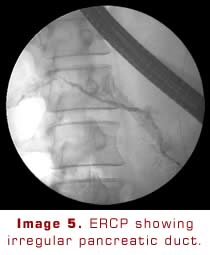 Image 5. ERCP showing
irregular pancreatic duct.